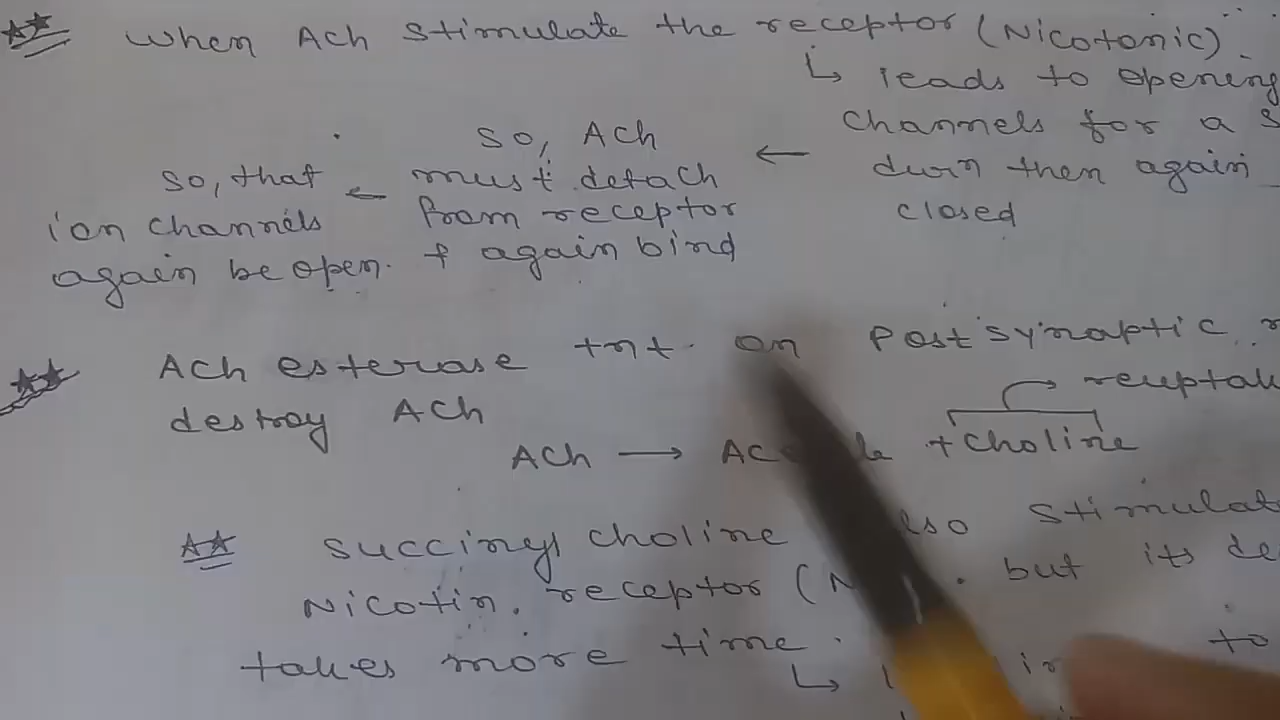 When ACh stimulate the receptor (Nicotonic)
↳ leads to opening
channels for a
durn then again
closed
← So, ACh
must detach
from receptor
+ again bind
← so, that
ion channels
again be open.
ACh esterase tnt on Postsynaptic
destroy ACh
ACh → + choline
succinyl choline stimulat
Nicotin. receptor ( but its
takes more time.
↳